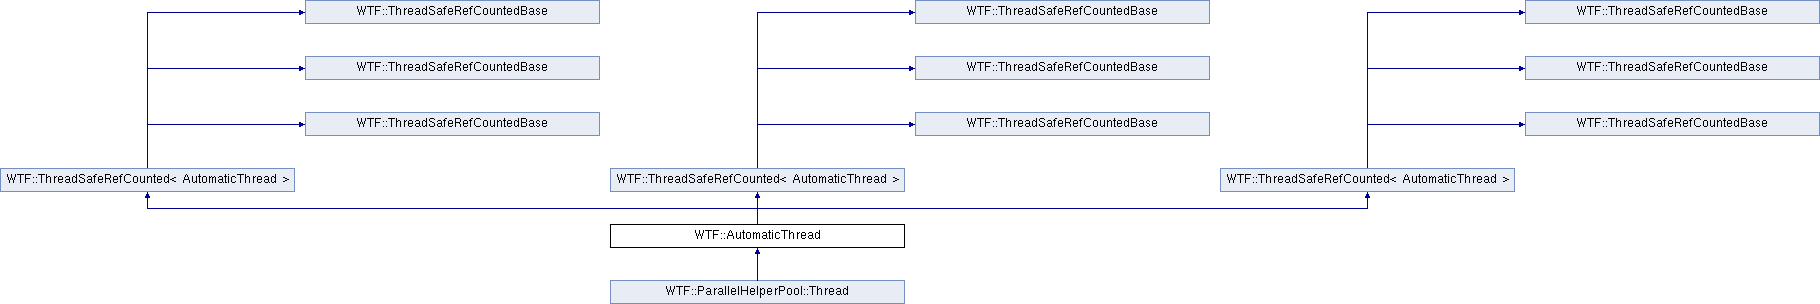 WTF::ThreadSafeRefCountedBase
WTF::ThreadSafeRefCountedBase
WTF::ThreadSafeRefCountedBase
WTF::ThreadSafeRefCountedBase
WTF::ThreadSafeRefCountedBase
WTF::ThreadSafeRefCountedBase
WTF::ThreadSafeRefCountedBase
WTF::ThreadSafeRefCountedBase
WTF::ThreadSafeRefCountedBase
WTF::ThreadSafeRefCounted< AutomaticThread >
WTF::ThreadSafeRefCounted< AutomaticThread >
WTF::ThreadSafeRefCounted< AutomaticThread >
WTF::AutomaticThread
WTF::ParallelHelperPool::Thread